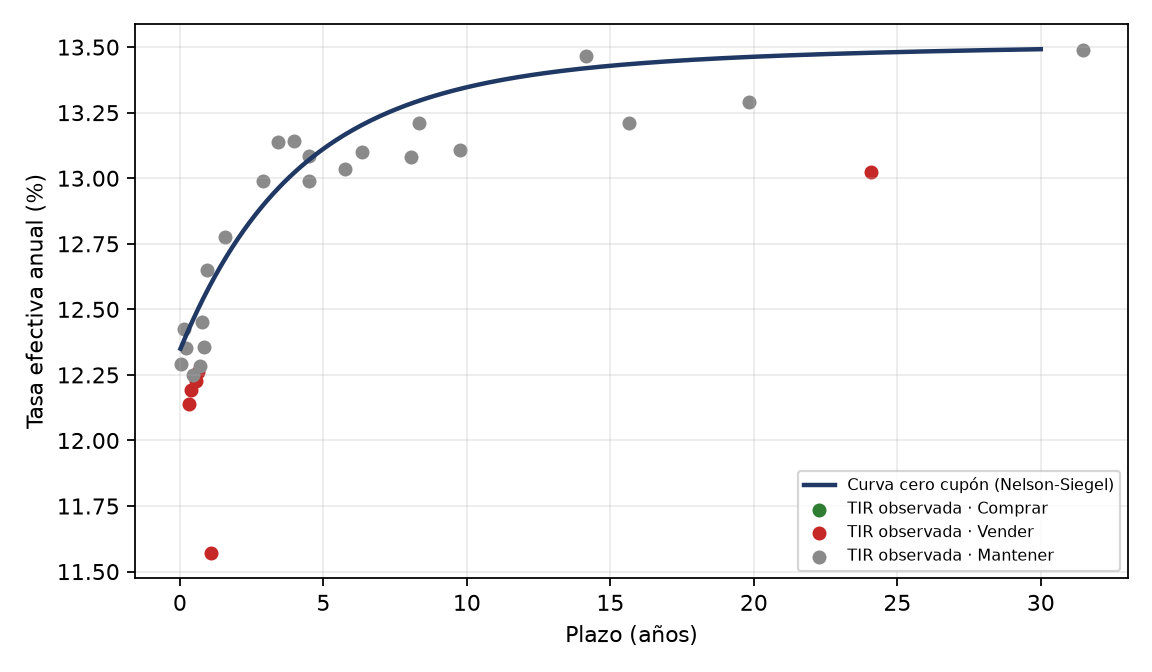 13.50
13.25
13.00
12.75
12.50
12.25
12.00
11.75
11.50
Tasa efectiva anual (%)
0 5 10 15 20 25 30
Plazo (años)
Curva cero cupón (Nelson-Siegel)
TIR observada · Comprar
TIR observada · Vender
TIR observada · Mantener